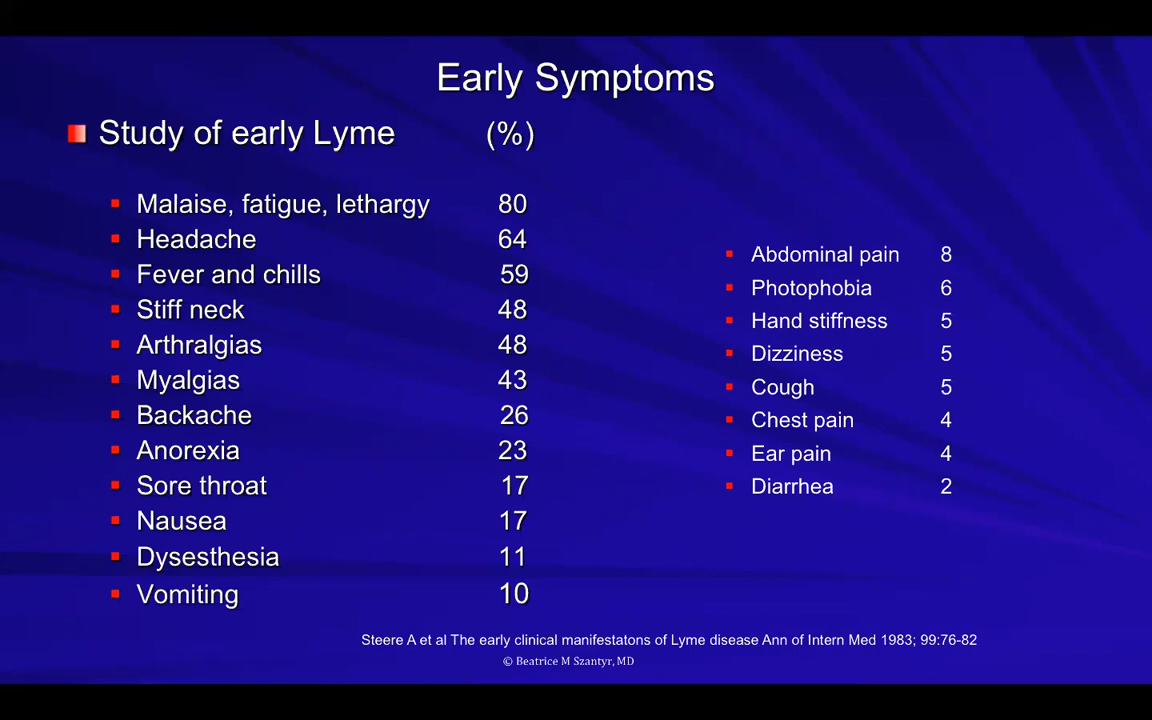 Early Symptoms
Study of early Lyme (%)
Malaise, fatigue, lethargy 80
Headache 64
Fever and chills 59
Stiff neck 48
Arthralgias 48
Myalgias 43
Backache 26
Anorexia 23
Sore throat 17
Nausea 17
Dysesthesia 11
Vomiting 10
Abdominal pain 8
Photophobia 6
Hand stiffness 5
Dizziness 5
Cough 5
Chest pain 4
Ear pain 4
Diarrhea 2
Steere A et al The early clinical manifestatons of Lyme disease Ann of Intern Med 1983; 99:76-82
© Beatrice M Szantyr, MD